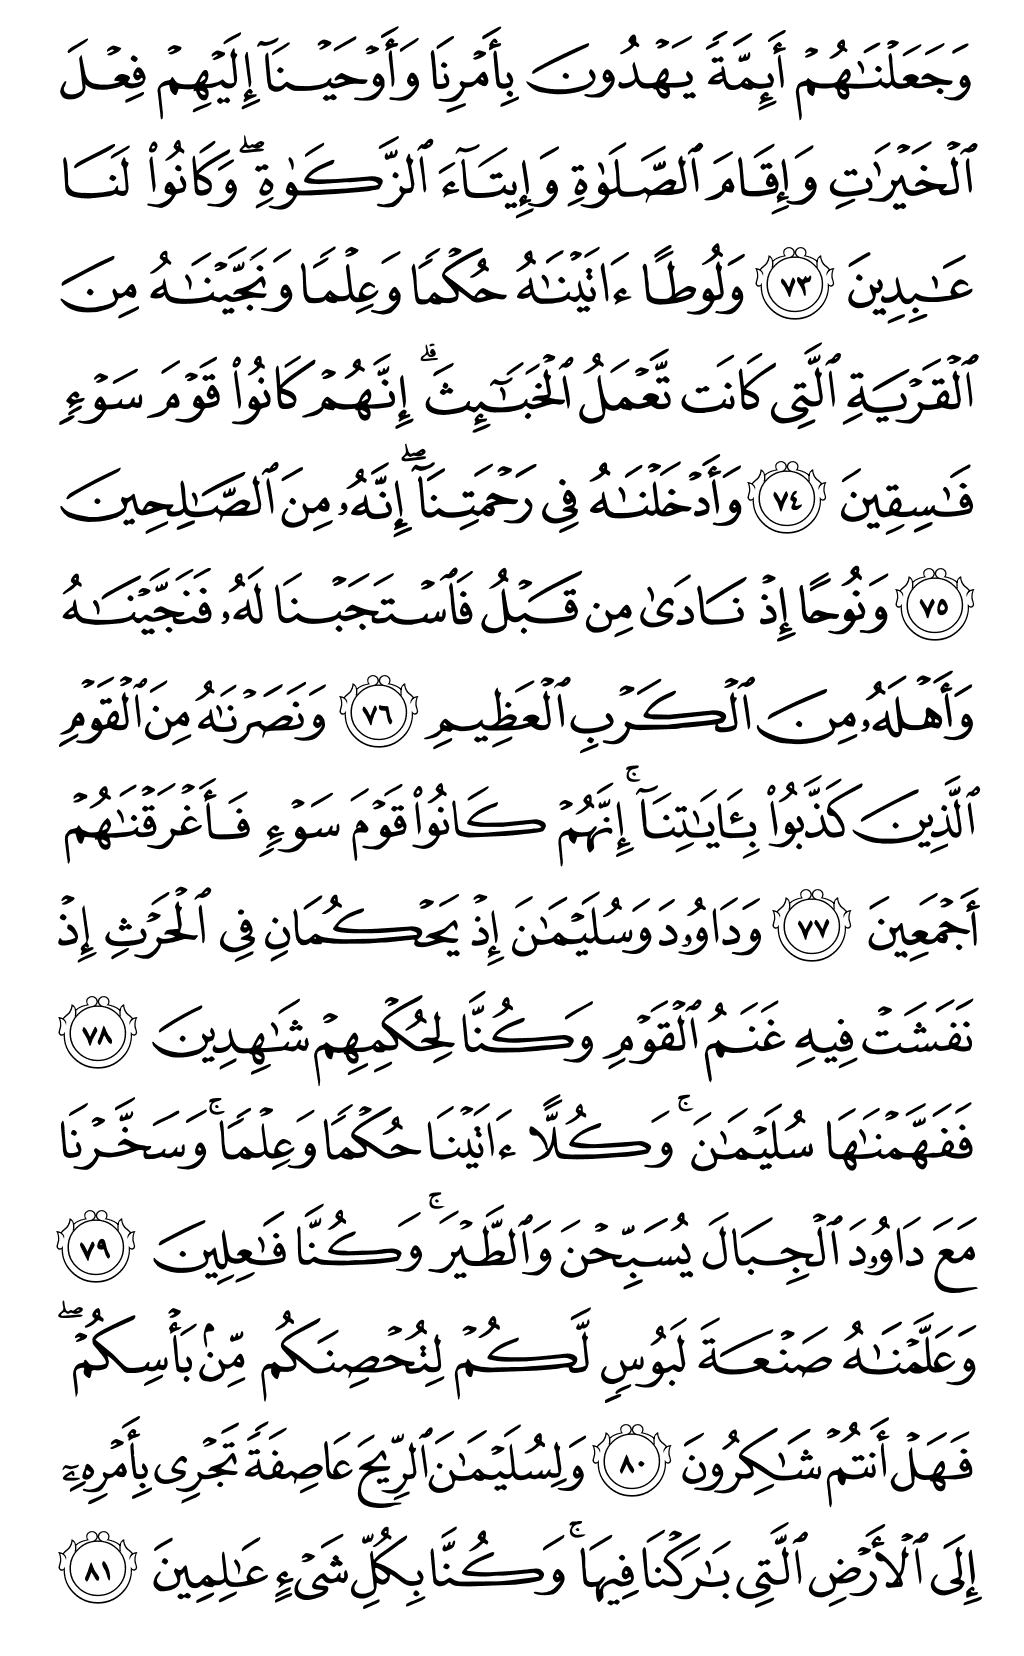 وَجَعَلۡنَٰهُمۡ أَئِمَّةٗ يَهۡدُونَ بِأَمۡرِنَا وَأَوۡحَيۡنَآ إِلَيۡهِمۡ فِعۡلَ
ٱلۡخَيۡرَٰتِ وَإِقَامَ ٱلصَّلَوٰةِ وَإِيتَآءَ ٱلزَّكَوٰةِۖ وَكَانُواْ لَنَا
عَٰبِدِينَ ٧٣ وَلُوطًا ءَاتَيۡنَٰهُ حُكۡمٗا وَعِلۡمٗا وَنَجَّيۡنَٰهُ مِنَ
ٱلۡقَرۡيَةِ ٱلَّتِي كَانَت تَّعۡمَلُ ٱلۡخَبَٰٓئِثَۚ إِنَّهُمۡ كَانُواْ قَوۡمَ سَوۡءٖ
فَٰسِقِينَ ٧٤ وَأَدۡخَلۡنَٰهُ فِي رَحۡمَتِنَآۖ إِنَّهُۥ مِنَ ٱلصَّٰلِحِينَ
٧٥ وَنُوحًا إِذۡ نَادَىٰ مِن قَبۡلُ فَٱسۡتَجَبۡنَا لَهُۥ فَنَجَّيۡنَٰهُ
وَأَهۡلَهُۥ مِنَ ٱلۡكَرۡبِ ٱلۡعَظِيمِ ٧٦ وَنَصَرۡنَٰهُ مِنَ ٱلۡقَوۡمِ
ٱلَّذِينَ كَذَّبُواْ بِـَٔايَٰتِنَآۚ إِنَّهُمۡ كَانُواْ قَوۡمَ سَوۡءٖ فَأَغۡرَقۡنَٰهُمۡ
أَجۡمَعِينَ ٧٧ وَدَاوُۥدَ وَسُلَيۡمَٰنَ إِذۡ يَحۡكُمَانِ فِي ٱلۡحَرۡثِ إِذۡ
نَفَشَتۡ فِيهِ غَنَمُ ٱلۡقَوۡمِ وَكُنَّا لِحُكۡمِهِمۡ شَٰهِدِينَ ٧٨
فَفَهَّمۡنَٰهَا سُلَيۡمَٰنَۚ وَكُلًّا ءَاتَيۡنَا حُكۡمٗا وَعِلۡمٗاۚ وَسَخَّرۡنَا
مَعَ دَاوُۥدَ ٱلۡجِبَالَ يُسَبِّحۡنَ وَٱلطَّيۡرَۚ وَكُنَّا فَٰعِلِينَ ٧٩
وَعَلَّمۡنَٰهُ صَنۡعَةَ لَبُوسٖ لَّكُمۡ لِتُحۡصِنَكُم مِّنۢ بَأۡسِكُمۡۖ
فَهَلۡ أَنتُمۡ شَٰكِرُونَ ٨٠ وَلِسُلَيۡمَٰنَ ٱلرِّيحَ عَاصِفَةٗ تَجۡرِي بِأَمۡرِهِۦٓ
إِلَى ٱلۡأَرۡضِ ٱلَّتِي بَٰرَكۡنَا فِيهَاۚ وَكُنَّا بِكُلِّ شَيۡءٍ عَٰلِمِينَ ٨١